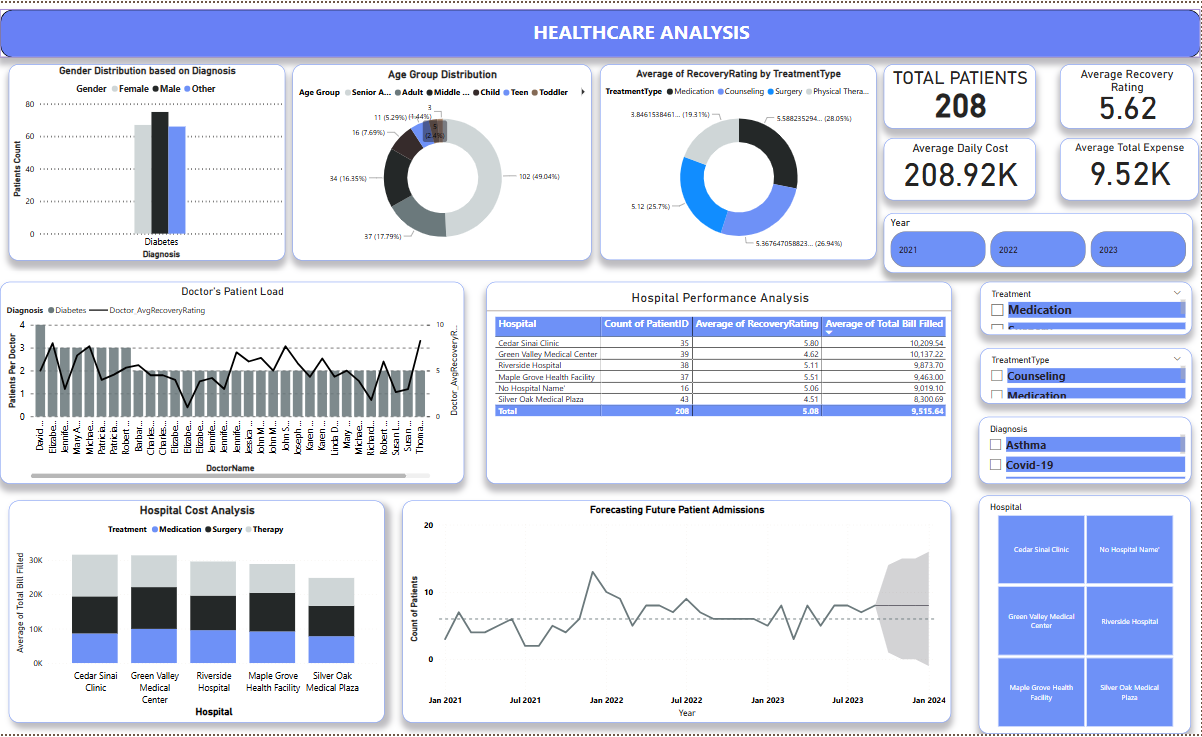 HEALTHCARE ANALYSIS
Gender Distribution based on Diagnosis
Gender Female Male Other
Patients Count
80
60
40
20
0
Diabetes
Diagnosis
Age Group Distribution
Age Group Senior A... Adult Middle ... Child Teen Toddler
3
11 (5.29%)
(1.44%)
16 (7.69%)
34 (16.35%)
37 (17.79%)
102 (49.04%)
Average of RecoveryRating by TreatmentType
TreatmentType Medication Counseling Surgery Physical Thera...
3.8461538461... (19.31%)
5.588235294... (28.05%)
5.12 (25.7%)
5.367647058823... (26.94%)
TOTAL PATIENTS
208
Average Recovery
Rating
5.62
Average Daily Cost
208.92K
Average Total Expense
9.52K
Year
2021
2022
2023
Doctor's Patient Load
Diagnosis Diabetes Doctor_AvgRecoveryRating
Patients Per Doctor
4
3
2
1
0
10
5
0
Doctor_AvgRecoveryR...
David ...
Elizabe...
Jennife...
Mary A...
Michae...
Patricia...
Patricia...
Robert ...
Barbar...
Charles...
Charles...
Elizabe...
Elizabe...
Elizabe...
Jennife...
Jennife...
Jennife...
Jessica ...
John M...
John M...
John S...
Joseph ...
Karen ...
Karen ...
Linda D...
Mary ...
Michae...
Richard...
Robert ...
Susan L...
Susan ...
Thoma...
DoctorName
Hospital Performance Analysis
Hospital Count of PatientID Average of RecoveryRating Average of Total Bill Filled
Cedar Sinai Clinic 35 5.80 10,209.54
Green Valley Medical Center 39 4.62 10,137.22
Riverside Hospital 38 5.11 9,873.70
Maple Grove Health Facility 37 5.51 9,463.00
No Hospital Name' 16 5.06 9,019.10
Silver Oak Medical Plaza 43 4.51 8,300.69
Total 208 5.08 9,515.64
Treatment
Medication
TreatmentType
Counseling
Medication
Diagnosis
Asthma
Covid-19
Hospital Cost Analysis
Treatment Medication Surgery Therapy
Average of Total Bill Filled
30K
20K
10K
0K
Cedar Sinai
Clinic
Green Valley
Medical
Center
Riverside
Hospital
Maple Grove
Health Facility
Silver Oak
Medical Plaza
Hospital
Forecasting Future Patient Admissions
Count of Patients
20
10
0
Jan 2021
Jul 2021
Jan 2022
Jul 2022
Jan 2023
Jul 2023
Jan 2024
Year
Hospital
Cedar Sinai Clinic
No Hospital Name'
Green Valley Medical
Center
Riverside Hospital
Maple Grove Health
Facility
Silver Oak Medical
Plaza